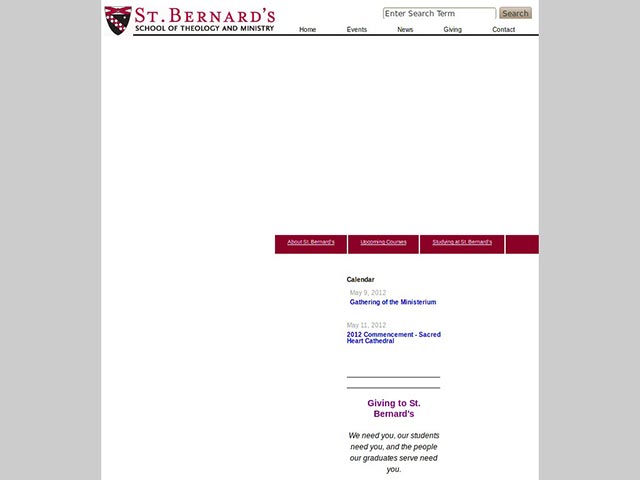 ST. BERNARD'S
SCHOOL OF THEOLOGY AND MINISTRY
Enter Search Term
Search
Home
Events
News
Giving
Contact
About St. Bernard's
Upcoming Courses
Studying at St. Bernard's
Calendar
May 9, 2012
Gathering of the Ministerium
May 11, 2012
2012 Commencement - Sacred
Heart Cathedral
Giving to St.
Bernard's
We need you, our students
need you, and the people
our graduates serve need
you.